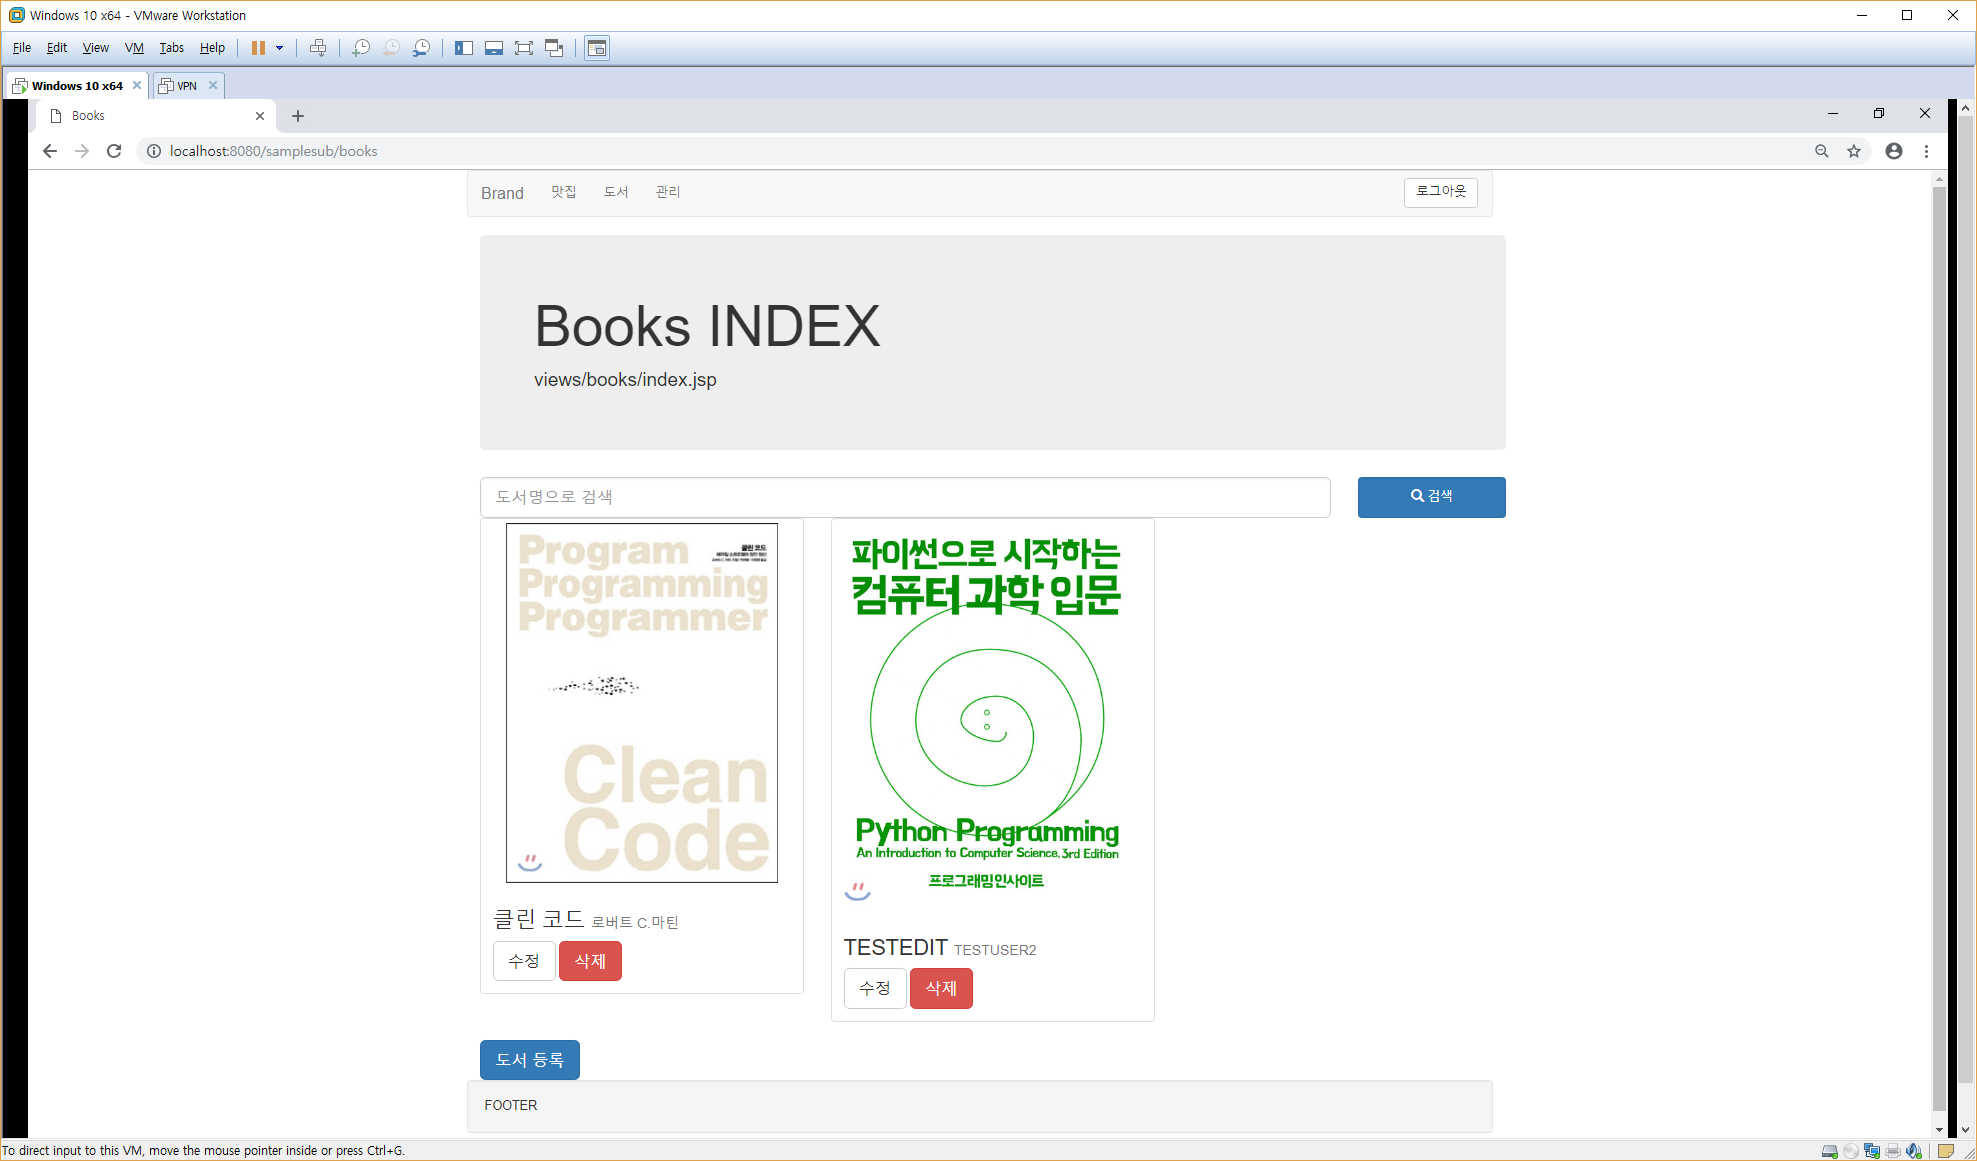 Windows 10 x64 - VMware Workstation
File Edit View VM Tabs Help
Windows 10 x64 VPN
Books
localhost:8080/samplesub/books
Brand 맛집 도서 관리 로그아웃
Books INDEX
views/books/index.jsp
도서명으로 검색 검색
Program
Programming
Programmer
클린 코드
Clean
Code
클린 코드 로버트 C.마틴
수정 삭제
파이썬으로 시작하는
컴퓨터 과학 입문
Python Programming
An Introduction to Computer Science, 3rd Edition
프로그래밍인사이트
TESTEDIT TESTUSER2
수정 삭제
도서 등록
FOOTER
To direct input to this VM, move the mouse pointer inside or press Ctrl+G.